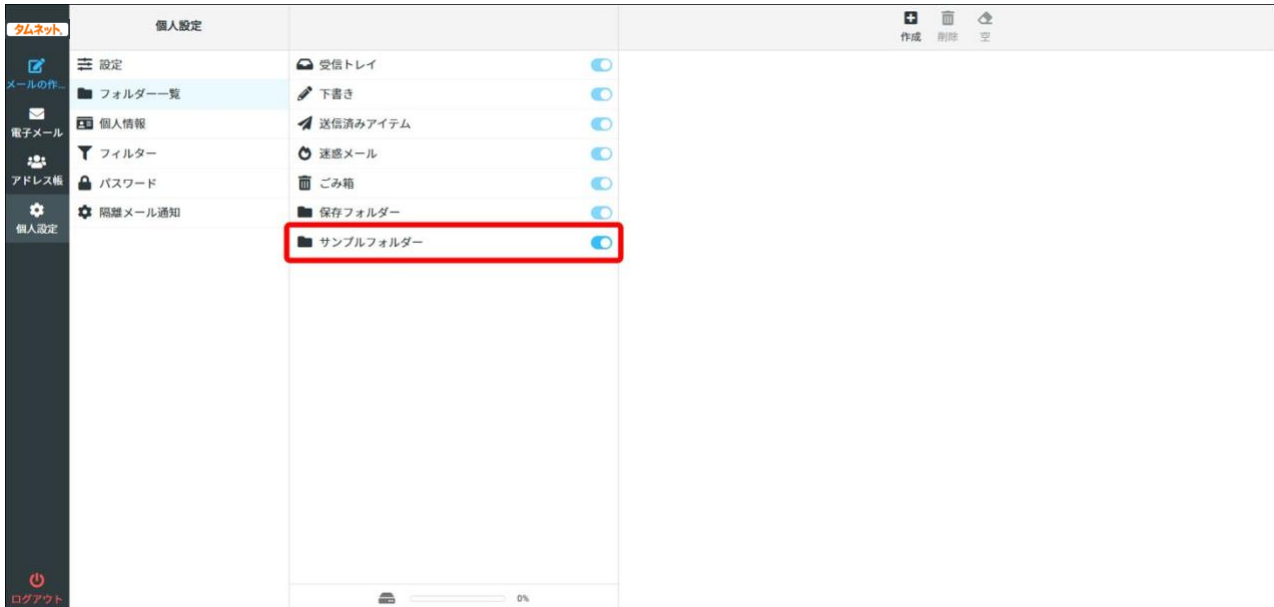 タムネット
個人設定
作成
削除
空
メールの作...
電子メール
アドレス帳
個人設定
ログアウト
設定
フォルダー一覧
個人情報
フィルター
パスワード
隔離メール通知
受信トレイ
下書き
送信済みアイテム
迷惑メール
ごみ箱
保存フォルダー
サンプルフォルダー
0%